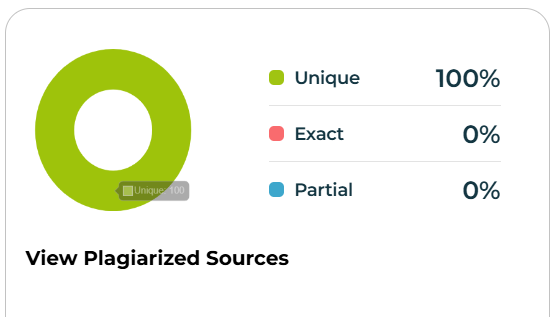 Unique 100%
Exact 0%
Partial 0%
Unique: 100
View Plagiarized Sources